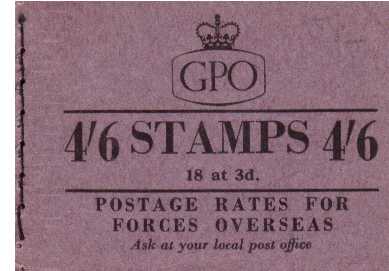 GPO
4'6 STAMPS 4'6
18 at 3d.
POSTAGE RATES FOR
FORCES OVERSEAS
Ask at your local post office